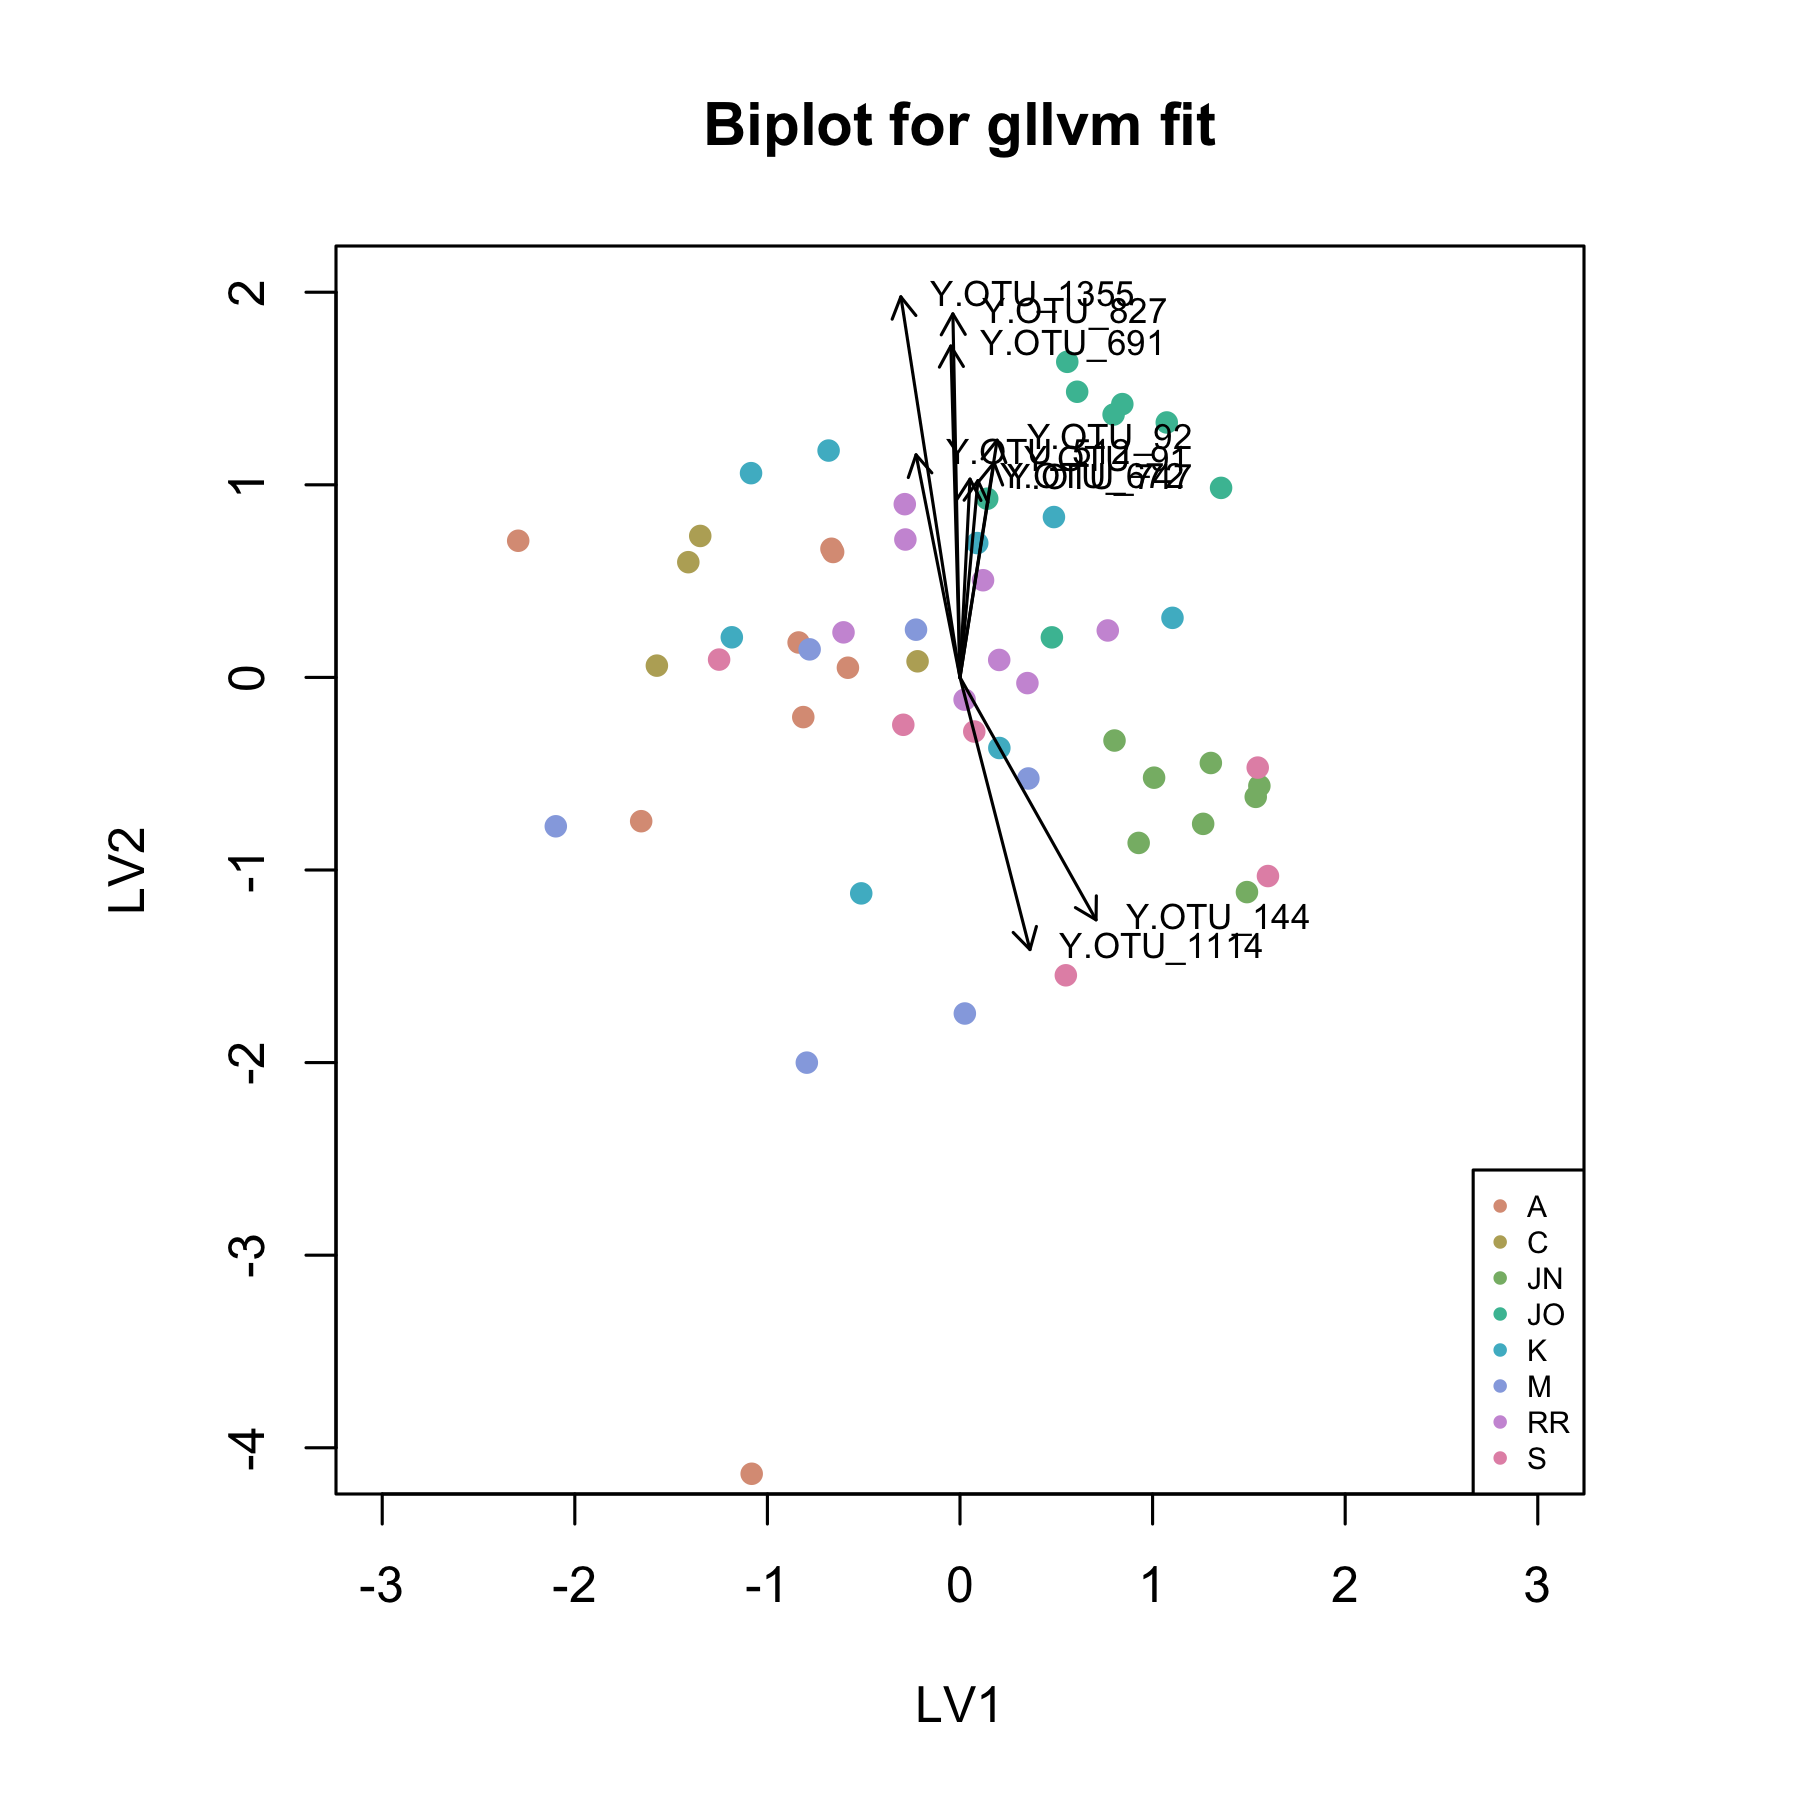 Biplot for gllvm fit
Y.OTU_1355
Y.OTU_827
Y.OTU_691
Y.OTU_92
Y.OTU_144
Y.OTU_1114
2
1
0
-1
-2
-3
-4
LV2
-3 -2 -1 0 1 2 3
LV1
A
C
JN
JO
K
M
RR
S